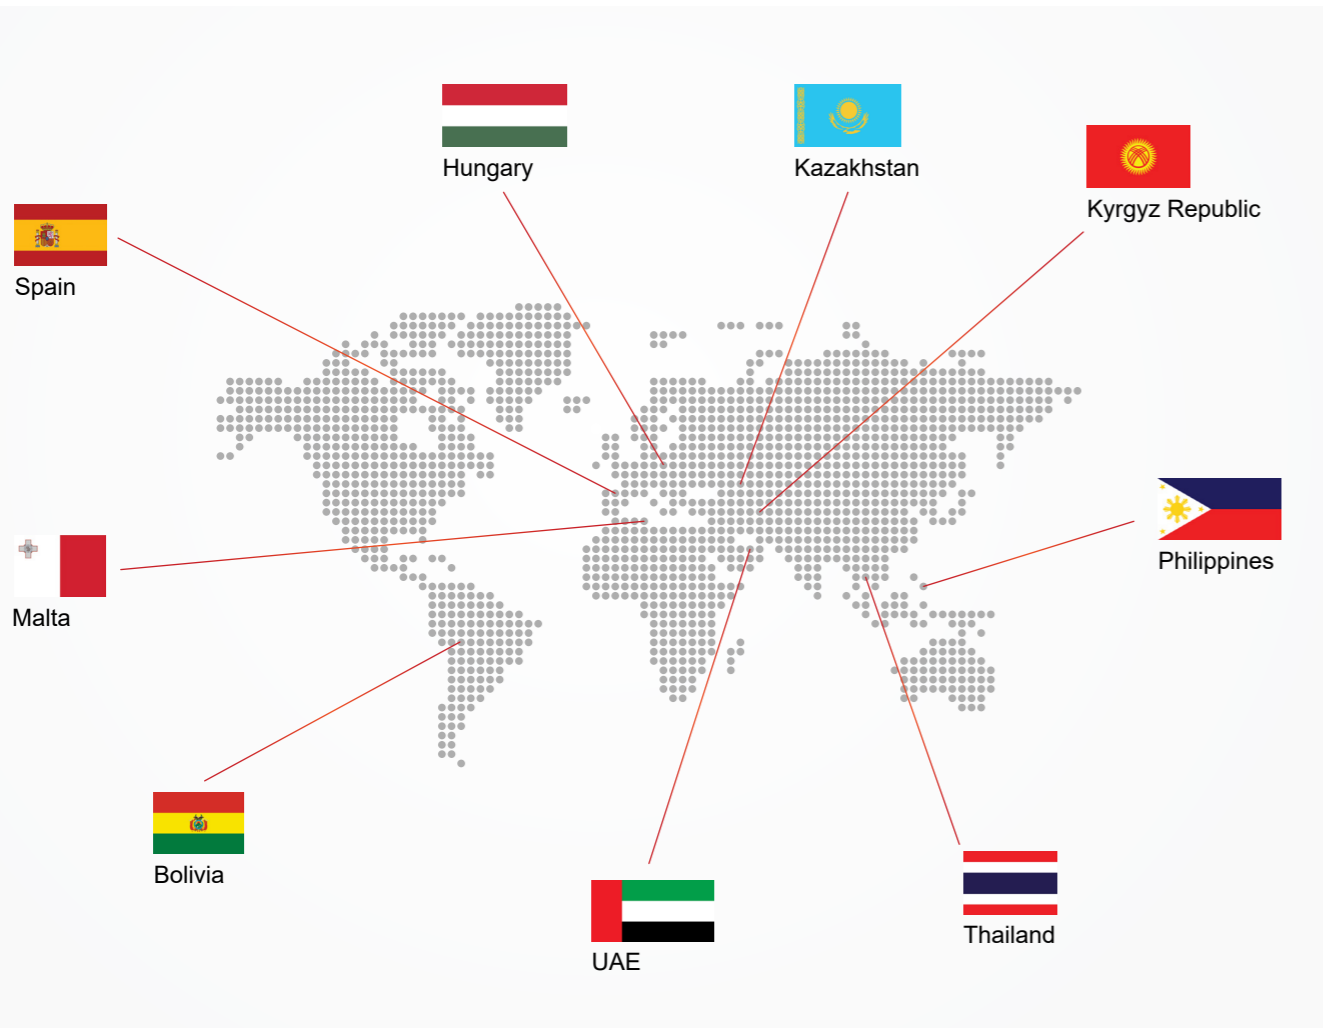 Hungary
Kazakhstan
Kyrgyz Republic
Spain
Philippines
Malta
Bolivia
Thailand
UAE